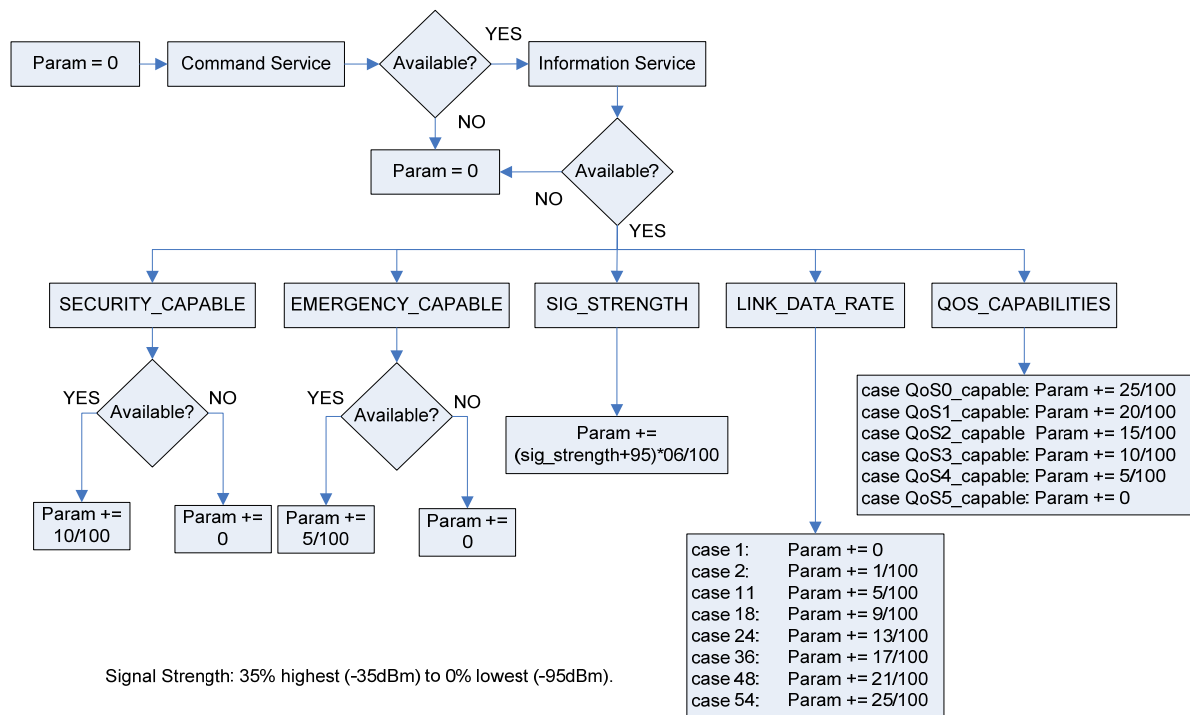 Param = 0
Command Service
Available?
YES
Information Service
NO
Param = 0
Available?
NO
YES
SECURITY_CAPABLE
EMERGENCY_CAPABLE
SIG_STRENGTH
LINK_DATA_RATE
QOS_CAPABILITIES
YES
Available?
NO
YES
Available?
NO
Param +=
10/100
Param +=
0
Param +=
5/100
Param +=
0
Param +=
(sig_strength+95)*06/100
case QoS0_capable: Param += 25/100
case QoS1_capable: Param += 20/100
case QoS2_capable Param += 15/100
case QoS3_capable: Param += 10/100
case QoS4_capable: Param += 5/100
case QoS5_capable: Param += 0
case 1: Param += 0
case 2: Param += 1/100
case 11 Param += 5/100
case 18: Param += 9/100
case 24: Param += 13/100
case 36: Param += 17/100
case 48: Param += 21/100
case 54: Param += 25/100
Signal Strength: 35% highest (-35dBm) to 0% lowest (-95dBm).